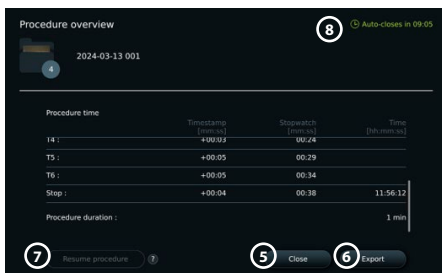 Procedure overview
8
Auto-closes in 09:05
2024-03-13 001
4
Procedure time
Timestamp [mm:ss] Stopwatch [mm:ss] Time [hh:mm:ss]
T4 : +00:03 00:24
T5 : +00:05 00:29
T6 : +00:05 00:34
Stop : +00:04 00:38 11:56:12
Procedure duration : 1 min
7 Resume procedure ? 5 Close 6 Export